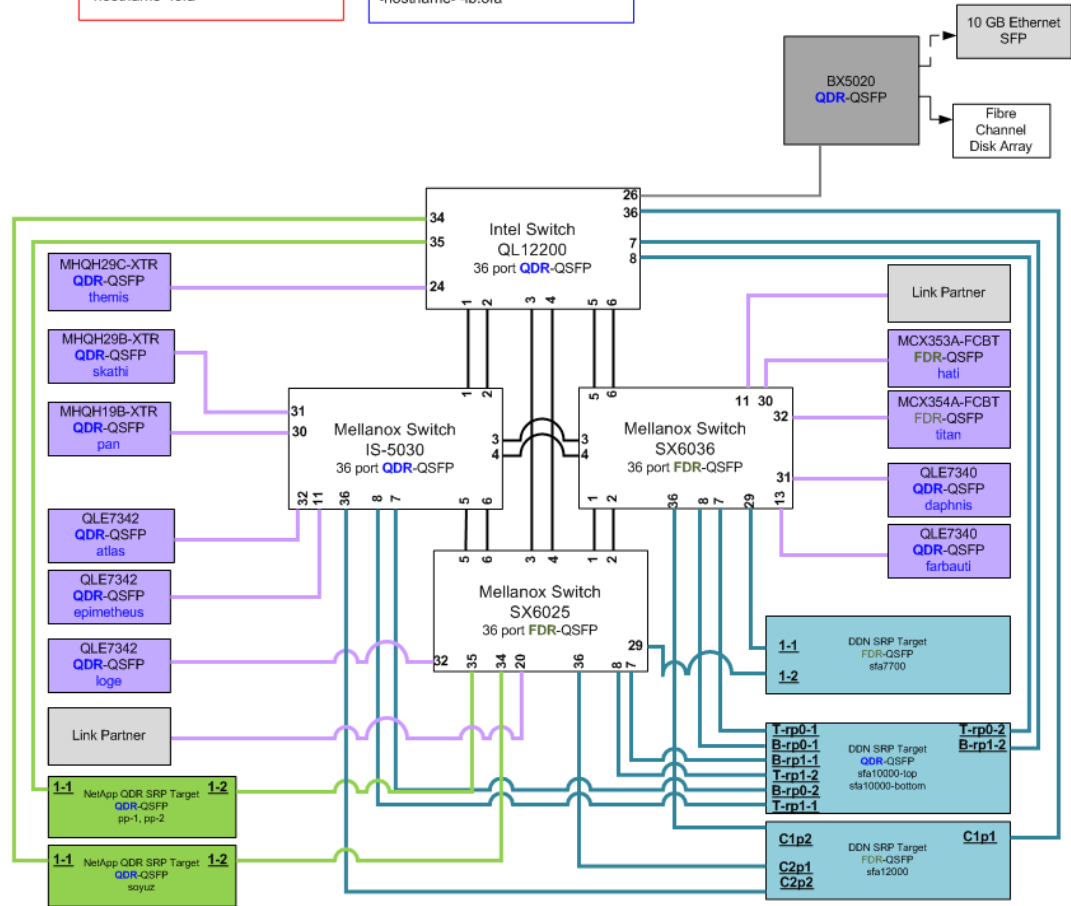 10 GB Ethernet
SFP
BX5020
QDR-QSFP
Fibre
Channel
Disk Array
26
36
34
35
7
8
24
Intel Switch
QL12200
36 port QDR-QSFP
1
2
3
4
5
6
MHQH29C-XTR
QDR-QSFP
themis
MHQH29B-XTR
QDR-QSFP
skathi
MHQH19B-XTR
QDR-QSFP
pan
Link Partner
MCX353A-FCBT
FDR-QSFP
hati
MCX354A-FCBT
FDR-QSFP
titan
QLE7340
QDR-QSFP
daphnis
QLE7340
QDR-QSFP
farbauti
1
2
31
30
3
4
Mellanox Switch
IS-5030
36 port QDR-QSFP
32
11
36
8
7
5
6
5
6
11
30
32
3
4
31
Mellanox Switch
SX6036
36 port FDR-QSFP
1
2
36
8
7
29
13
QLE7342
QDR-QSFP
atlas
QLE7342
QDR-QSFP
epimetheus
QLE7342
QDR-QSFP
loge
Link Partner
5
6
3
4
1
2
Mellanox Switch
SX6025
36 port FDR-QSFP
29
32
35
34
20
36
8
7
1-1
1-2
DDN SRP Target
FDR-QSFP
sfa7700
T-rp0-1
B-rp0-1
B-rp1-1
T-rp1-2
B-rp0-2
T-rp1-1
DDN SRP Target
QDR-QSFP
sfa10000-top
sfa10000-bottom
T-rp0-2
B-rp1-2
1-1
NetApp QDR SRP Target
QDR-QSFP
pp-1, pp-2
1-2
1-1
NetApp QDR SRP Target
QDR-QSFP
soyuz
1-2
C1p2
C2p1
C2p2
DDN SRP Target
FDR-QSFP
sfa12000
C1p1